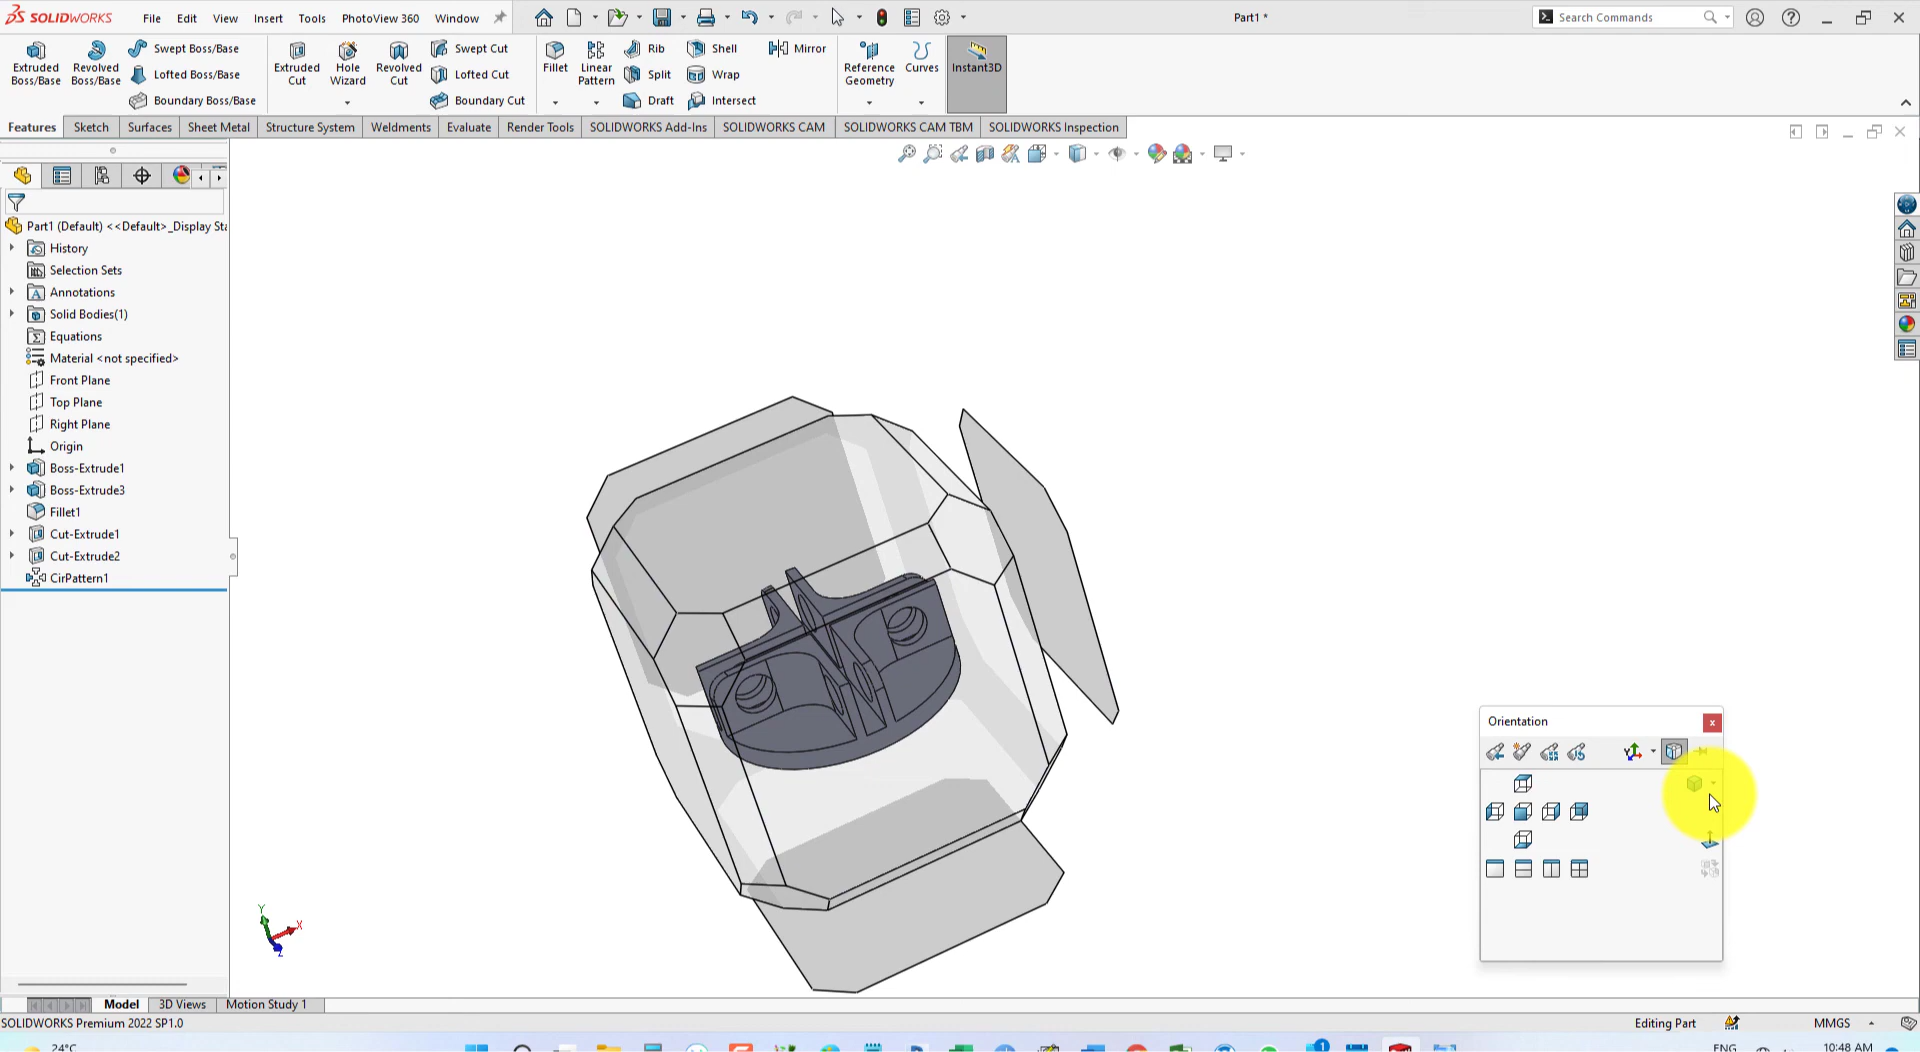 SOLIDWORKS File Edit View Insert Tools PhotoView 360 Window Part1 * Search Commands
Extruded Boss/Base
Revolved Boss/Base
Swept Boss/Base
Lofted Boss/Base
Boundary Boss/Base
Extruded Cut
Hole Wizard
Revolved Cut
Swept Cut
Lofted Cut
Boundary Cut
Fillet
Linear Pattern
Rib
Split
Draft
Shell
Wrap
Intersect
Mirror
Reference Geometry
Curves
Instant3D
Features Sketch Surfaces Sheet Metal Structure System Weldments Evaluate Render Tools SOLIDWORKS Add-Ins SOLIDWORKS CAM SOLIDWORKS CAM TBM SOLIDWORKS Inspection
Part1 (Default) <<Default>_Display Sta
History
Selection Sets
Annotations
Solid Bodies(1)
Equations
Material <not specified>
Front Plane
Top Plane
Right Plane
Origin
Boss-Extrude1
Boss-Extrude3
Fillet1
Cut-Extrude1
Cut-Extrude2
CirPattern1
Orientation
Y
X
Z
Model 3D Views Motion Study 1
SOLIDWORKS Premium 2022 SP1.0 Editing Part MMGS
24°C 1 ENG 10:48 AM